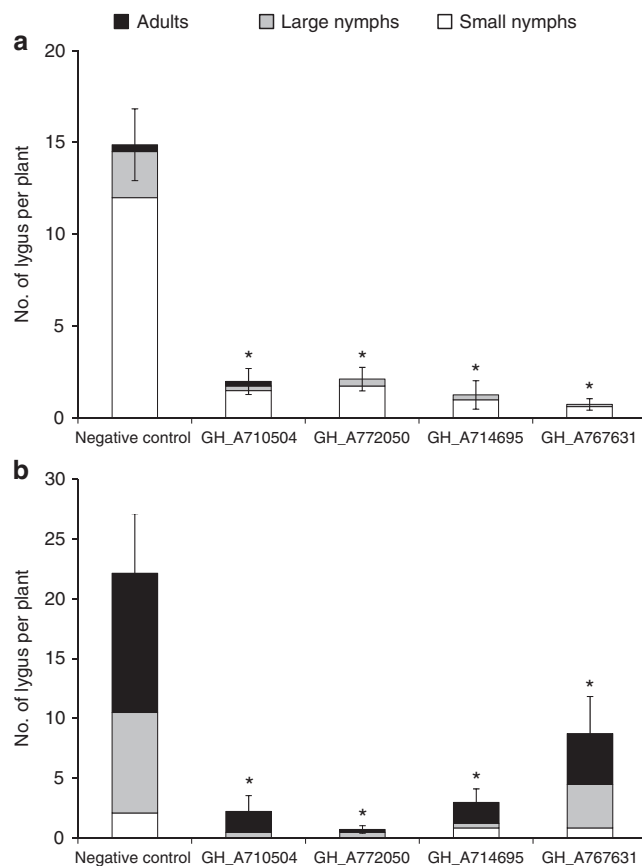 Adults Large nymphs Small nymphs
a
20
15
10
5
0
No. of lygus per plant
*
*
*
*
Negative control GH_A710504 GH_A772050 GH_A714695 GH_A767631
b
30
25
20
15
10
5
0
No. of lygus per plant
*
*
*
*
Negative control GH_A710504 GH_A772050 GH_A714695 GH_A767631